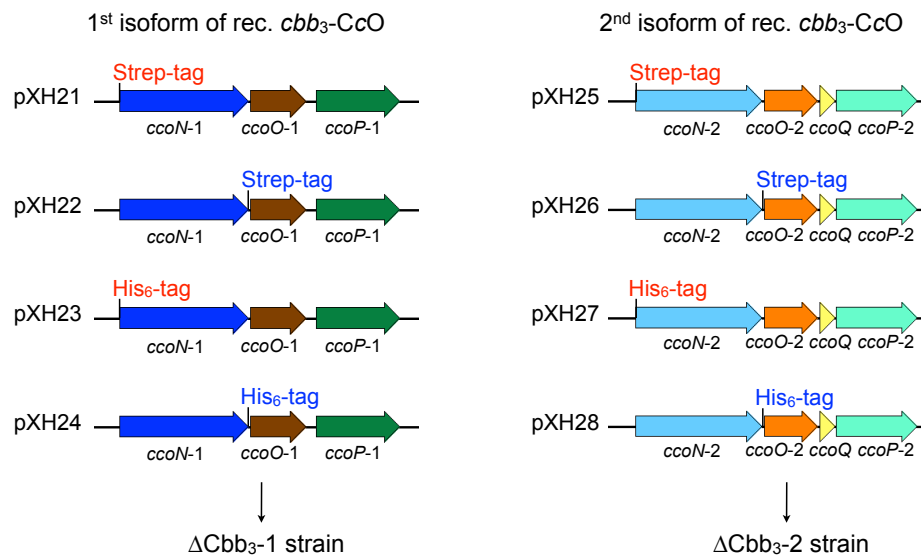 1st isoform of rec. cbb3-CcO
Strep-tag
pXH21
ccoN-1 ccoO-1 ccoP-1
Strep-tag
pXH22
ccoN-1 ccoO-1 ccoP-1
His6-tag
pXH23
ccoN-1 ccoO-1 ccoP-1
His6-tag
pXH24
ccoN-1 ccoO-1 ccoP-1
ΔCbb3-1 strain
2nd isoform of rec. cbb3-CcO
Strep-tag
pXH25
ccoN-2 ccoO-2 ccoQ ccoP-2
Strep-tag
pXH26
ccoN-2 ccoO-2 ccoQ ccoP-2
His6-tag
pXH27
ccoN-2 ccoO-2 ccoQ ccoP-2
His6-tag
pXH28
ccoN-2 ccoO-2 ccoQ ccoP-2
ΔCbb3-2 strain